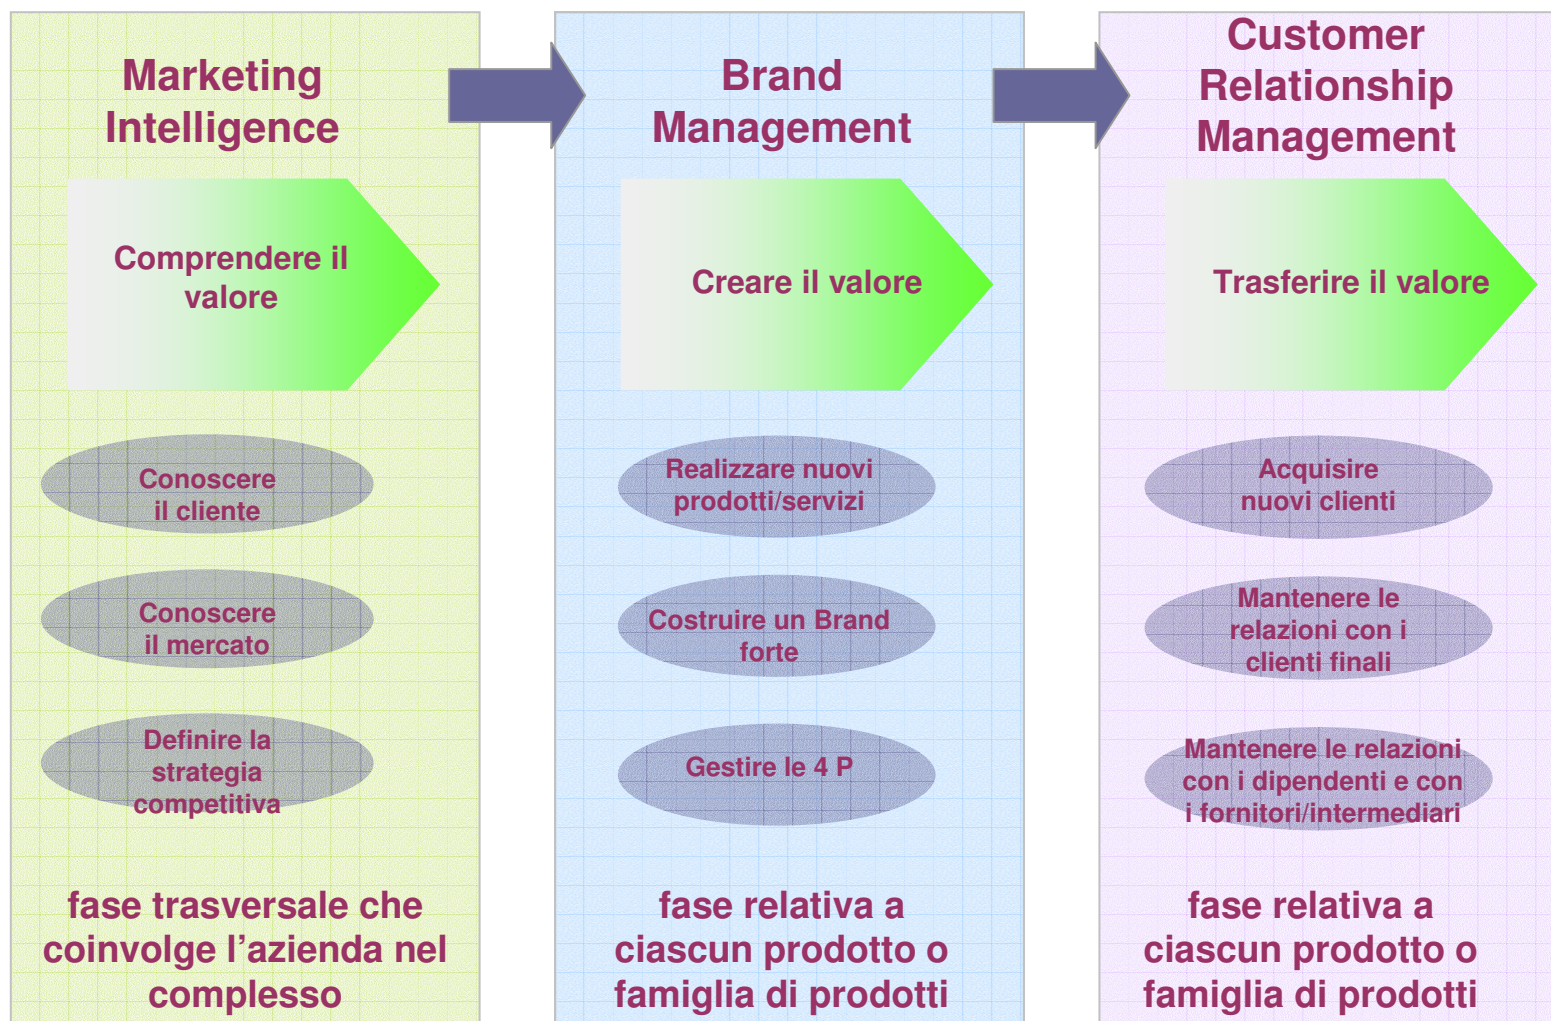 Marketing
Intelligence
Comprendere il
valore
Conoscere
il cliente
Conoscere
il mercato
Definire la
strategia
competitiva
fase trasversale che
coinvolge l’azienda nel
complesso
Brand
Management
Creare il valore
Realizzare nuovi
prodotti/servizi
Costruire un Brand
forte
Gestire le 4 P
fase relativa a
ciascun prodotto o
famiglia di prodotti
Customer
Relationship
Management
Trasferire il valore
Acquisire
nuovi clienti
Mantenere le
relazioni con i
clienti finali
Mantenere le relazioni
con i dipendenti e con
i fornitori/intermediari
fase relativa a
ciascun prodotto o
famiglia di prodotti